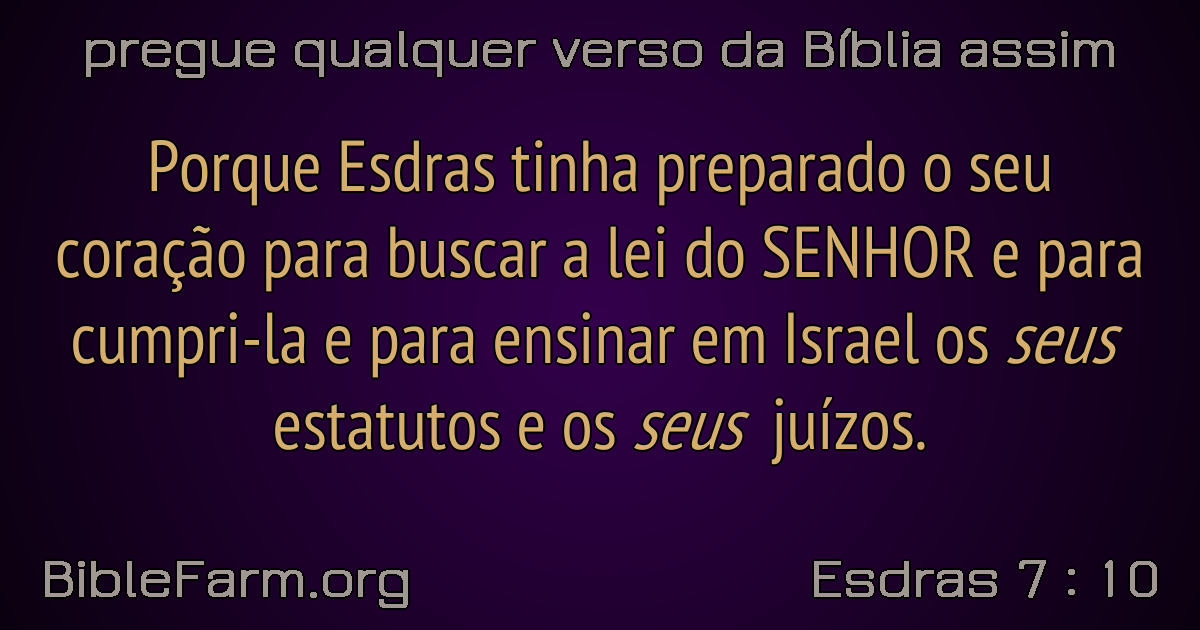 pregue qualquer verso da Bíblia assim
Porque Esdras tinha preparado o seu
coração para buscar a lei do SENHOR e para
cumpri-la e para ensinar em Israel os seus
estatutos e os seus juízos.
BibleFarm.org
Esdras 7 : 10